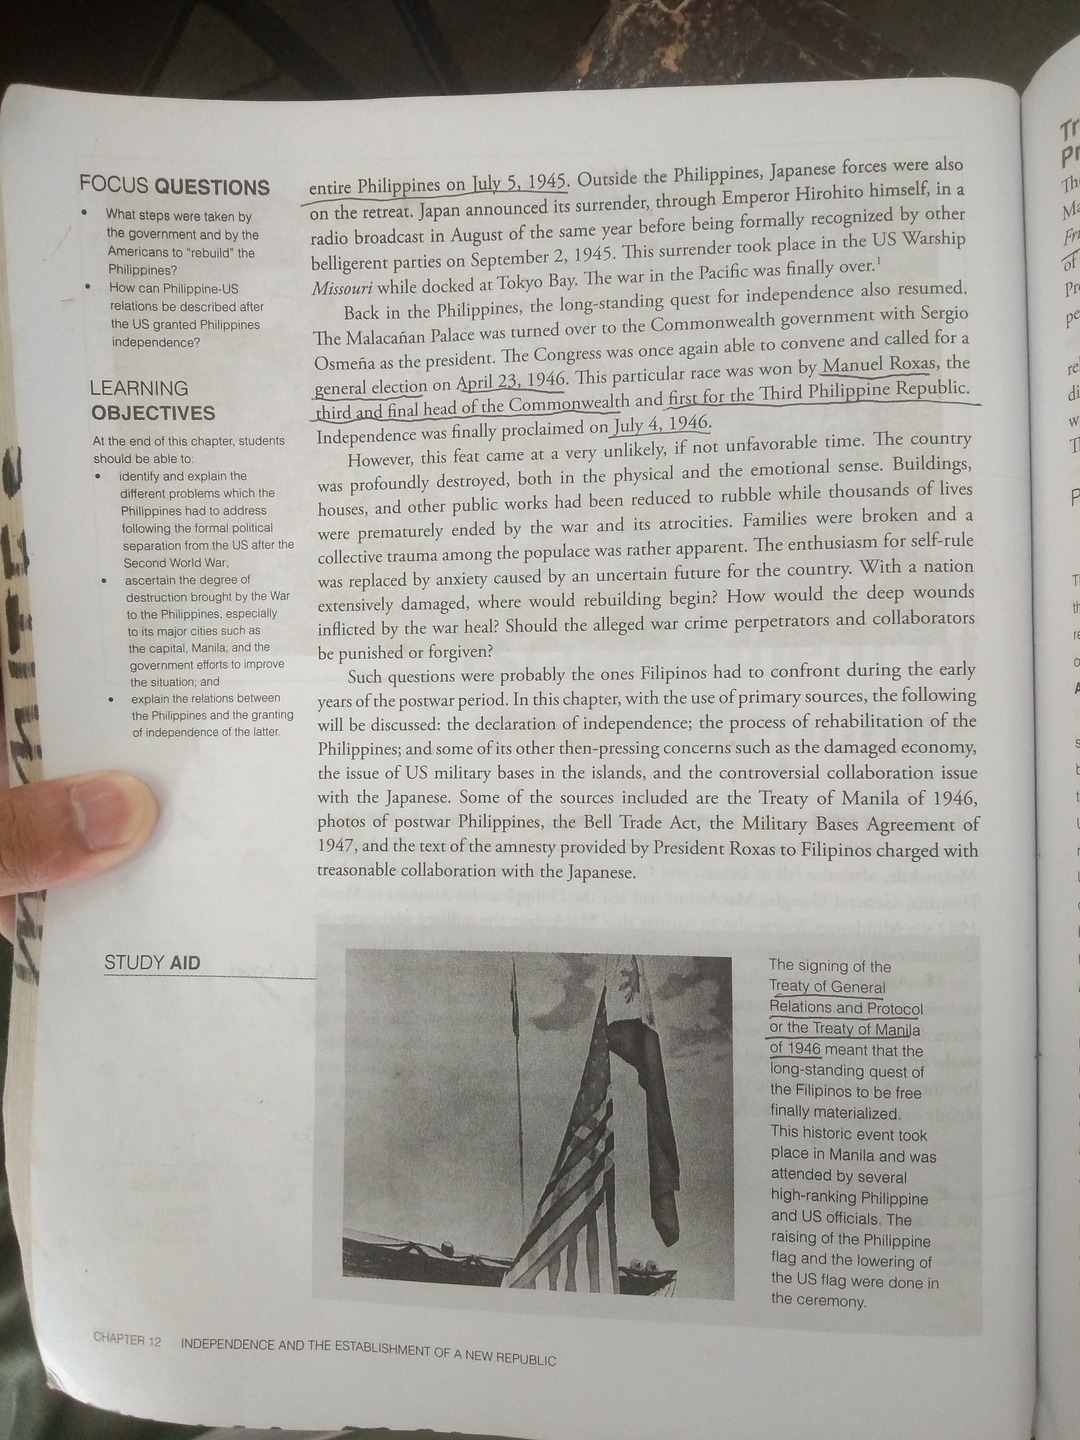 FOCUS QUESTIONS
• What steps were taken by
the government and by the
Americans to "rebuild" the
Philippines?
• How can Philippine-US
relations be described after
the US granted Philippines
independence?
LEARNING
OBJECTIVES
At the end of this chapter, students
should be able to:
• identify and explain the
different problems which the
Philippines had to address
following the formal political
separation from the US after the
Second World War;
• ascertain the degree of
destruction brought by the War
to the Philippines, especially
to its major cities such as
the capital, Manila, and the
government efforts to improve
the situation; and
• explain the relations between
the Philippines and the granting
of independence of the latter.
entire Philippines on July 5, 1945. Outside the Philippines, Japanese forces were also
on the retreat. Japan announced its surrender, through Emperor Hirohito himself, in a
radio broadcast in August of the same year before being formally recognized by other
belligerent parties on September 2, 1945. This surrender took place in the US Warship
Missouri while docked at Tokyo Bay. The war in the Pacific was finally over.1
Back in the Philippines, the long-standing quest for independence also resumed.
The Malacañan Palace was turned over to the Commonwealth government with Sergio
Osmeña as the president. The Congress was once again able to convene and called for a
general election on April 23, 1946. This particular race was won by Manuel Roxas, the
third and final head of the Commonwealth and first for the Third Philippine Republic.
Independence was finally proclaimed on July 4, 1946.
However, this feat came at a very unlikely, if not unfavorable time. The country
was profoundly destroyed, both in the physical and the emotional sense. Buildings,
houses, and other public works had been reduced to rubble while thousands of lives
were prematurely ended by the war and its atrocities. Families were broken and a
collective trauma among the populace was rather apparent. The enthusiasm for self-rule
was replaced by anxiety caused by an uncertain future for the country. With a nation
extensively damaged, where would rebuilding begin? How would the deep wounds
inflicted by the war heal? Should the alleged war crime perpetrators and collaborators
be punished or forgiven?
Such questions were probably the ones Filipinos had to confront during the early
years of the postwar period. In this chapter, with the use of primary sources, the following
will be discussed: the declaration of independence; the process of rehabilitation of the
Philippines; and some of its other then-pressing concerns such as the damaged economy,
the issue of US military bases in the islands, and the controversial collaboration issue
with the Japanese. Some of the sources included are the Treaty of Manila of 1946,
photos of postwar Philippines, the Bell Trade Act, the Military Bases Agreement of
1947, and the text of the amnesty provided by President Roxas to Filipinos charged with
treasonable collaboration with the Japanese.
STUDY AID
The signing of the
Treaty of General
Relations and Protocol
or the Treaty of Manila
of 1946 meant that the
long-standing quest of
the Filipinos to be free
finally materialized.
This historic event took
place in Manila and was
attended by several
high-ranking Philippine
and US officials. The
raising of the Philippine
flag and the lowering of
the US flag were done in
the ceremony.
CHAPTER 12 INDEPENDENCE AND THE ESTABLISHMENT OF A NEW REPUBLIC